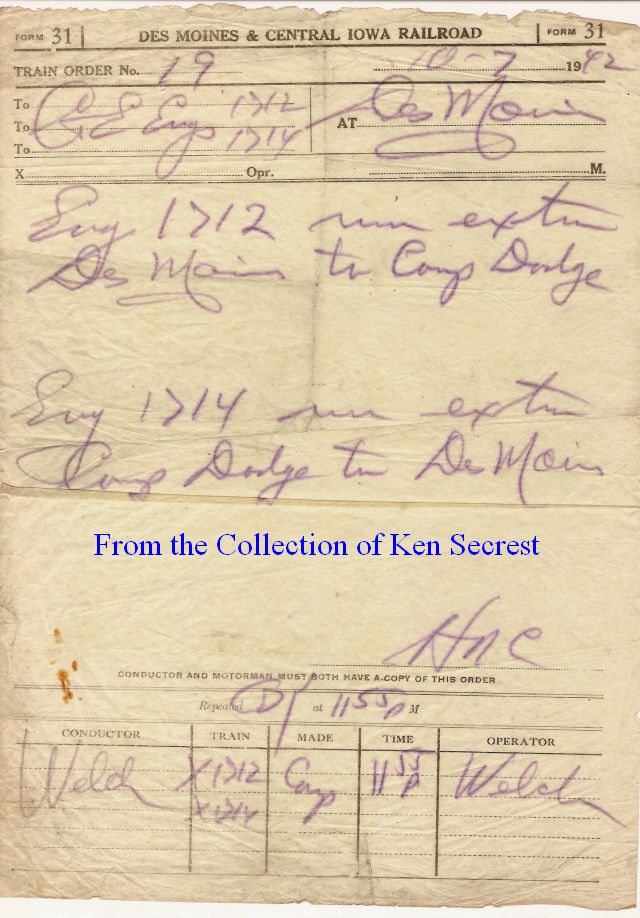 FORM 31 DES MOINES & CENTRAL IOWA RAILROAD FORM 31
TRAIN ORDER No. 19 10-7 1942
To C&E Eng 1712
To 1714 AT Des Moines
To
X Opr. M.
Eng 1712 run extra
Des Moines to Camp Dodge
Eng 1714 run extra
Camp Dodge to Des Moines
From the Collection of Ken Secrest
HNC
CONDUCTOR AND MOTORMAN MUST BOTH HAVE A COPY OF THIS ORDER
Repeated at 1155 P M
CONDUCTOR TRAIN MADE TIME OPERATOR
Welch X1712 Comp 1155 P Welch
X1714